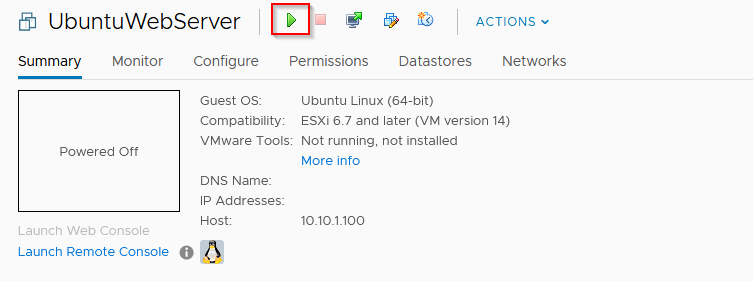 UbuntuWebServer ACTIONS
Summary Monitor Configure Permissions Datastores Networks
Powered Off
Guest OS: Ubuntu Linux (64-bit)
Compatibility: ESXi 6.7 and later (VM version 14)
VMware Tools: Not running, not installed
More info
DNS Name:
IP Addresses:
Host: 10.10.1.100
Launch Web Console
Launch Remote Console